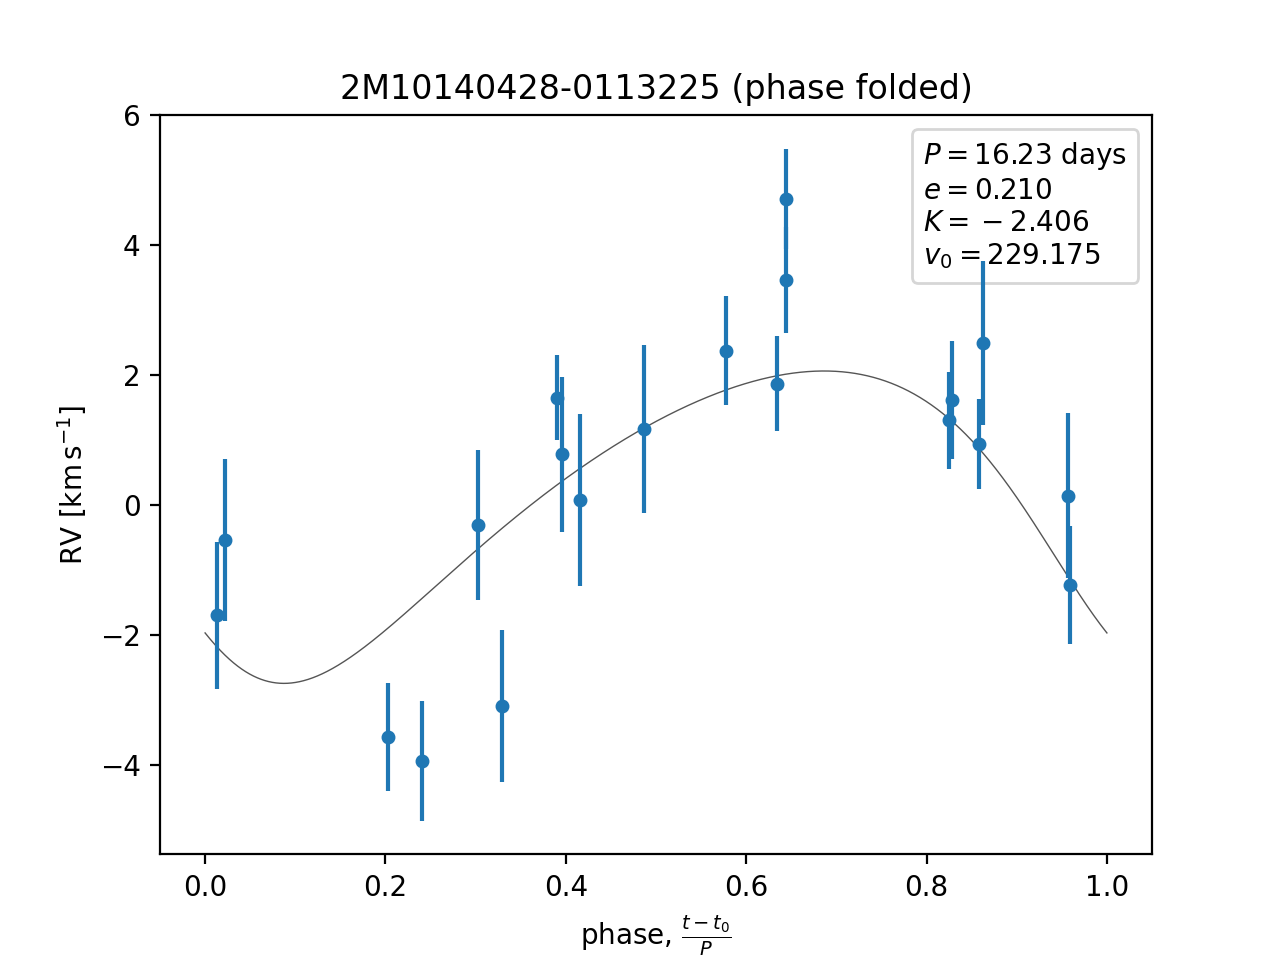 2M10140428-0113225 (phase folded)
P = 16.23 days
e = 0.210
K = −2.406
v₀ = 229.175
RV [km s⁻¹]
6
4
2
0
−2
−4
0.0 0.2 0.4 0.6 0.8 1.0
phase, (t − t₀)/P